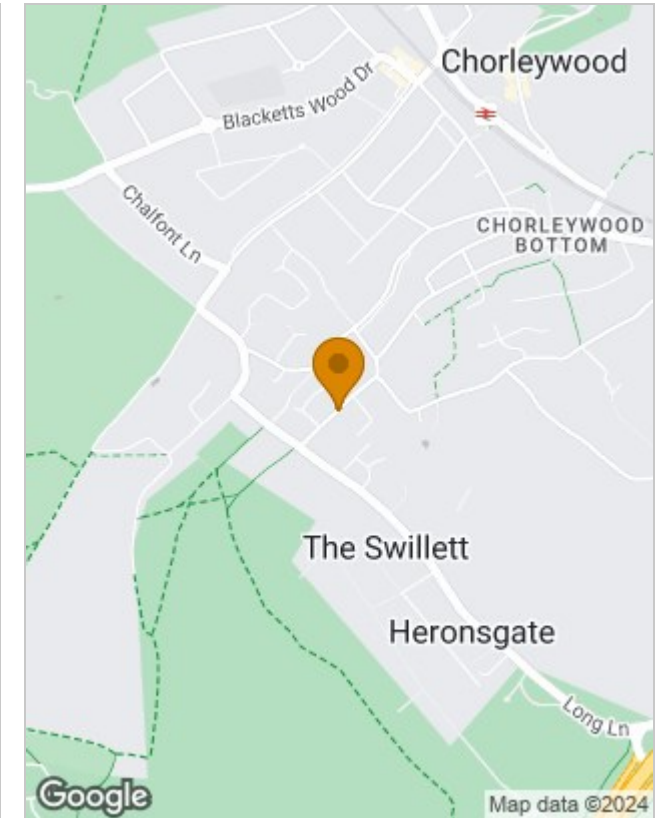 Chorleywood
Blacketts Wood Dr
Chalfont Ln
CHORLEYWOOD
BOTTOM
The Swillett
Heronsgate
Long Ln
Google
Map data ©2024